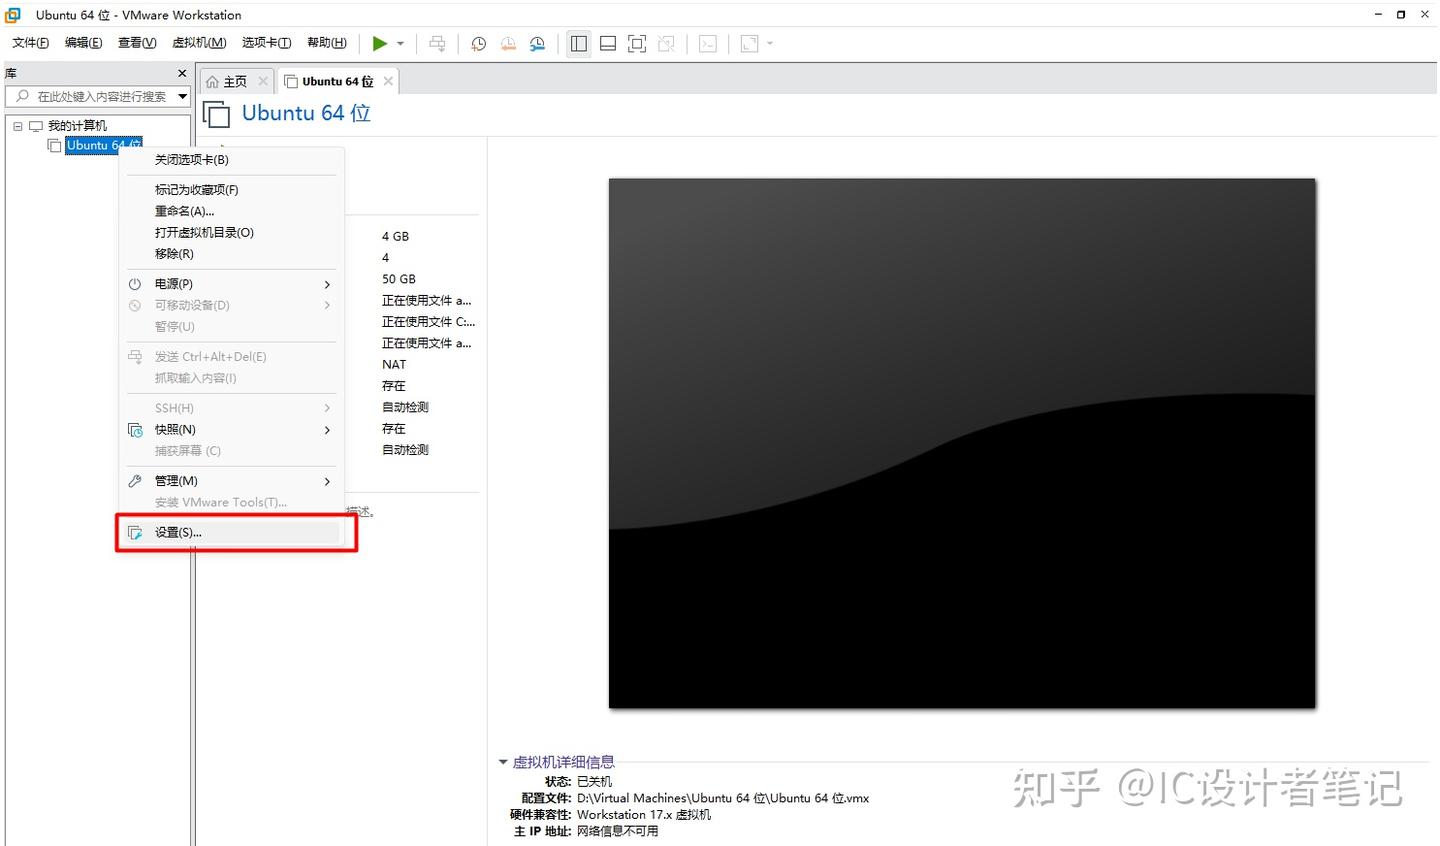 Ubuntu 64 位 - VMware Workstation
文件(F) 编辑(E) 查看(V) 虚拟机(M) 选项卡(T) 帮助(H)
库
在此处键入内容进行搜索
我的计算机
Ubuntu 64 位
主页
Ubuntu 64 位
Ubuntu 64 位
关闭选项卡(B)
标记为收藏项(F)
重命名(A)...
打开虚拟机目录(O)
移除(R)
电源(P)
可移动设备(D)
暂停(U)
发送 Ctrl+Alt+Del(E)
抓取输入内容(I)
SSH(H)
快照(N)
捕获屏幕 (C)
管理(M)
安装 VMware Tools(T)...
设置(S)...
4 GB
4
50 GB
正在使用文件 a...
正在使用文件 C:...
正在使用文件 a...
NAT
存在
自动检测
存在
自动检测
描述。
虚拟机详细信息
状态: 已关机
配置文件: D:\Virtual Machines\Ubuntu 64 位\Ubuntu 64 位.vmx
硬件兼容性: Workstation 17.x 虚拟机
主 IP 地址: 网络信息不可用
知乎 @IC设计者笔记